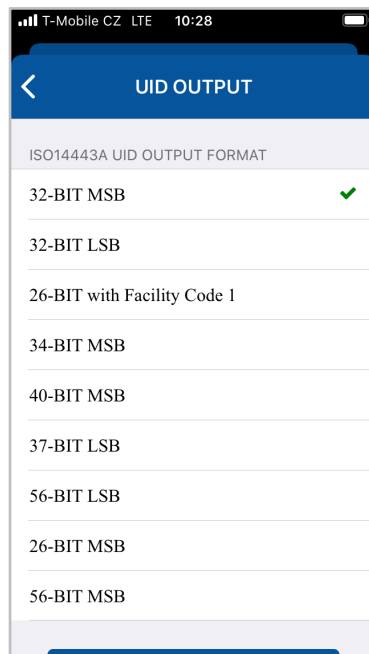 T-Mobile CZ LTE 10:28
UID OUTPUT
ISO14443A UID OUTPUT FORMAT
32-BIT MSB
32-BIT LSB
26-BIT with Facility Code 1
34-BIT MSB
40-BIT MSB
37-BIT LSB
56-BIT LSB
26-BIT MSB
56-BIT MSB